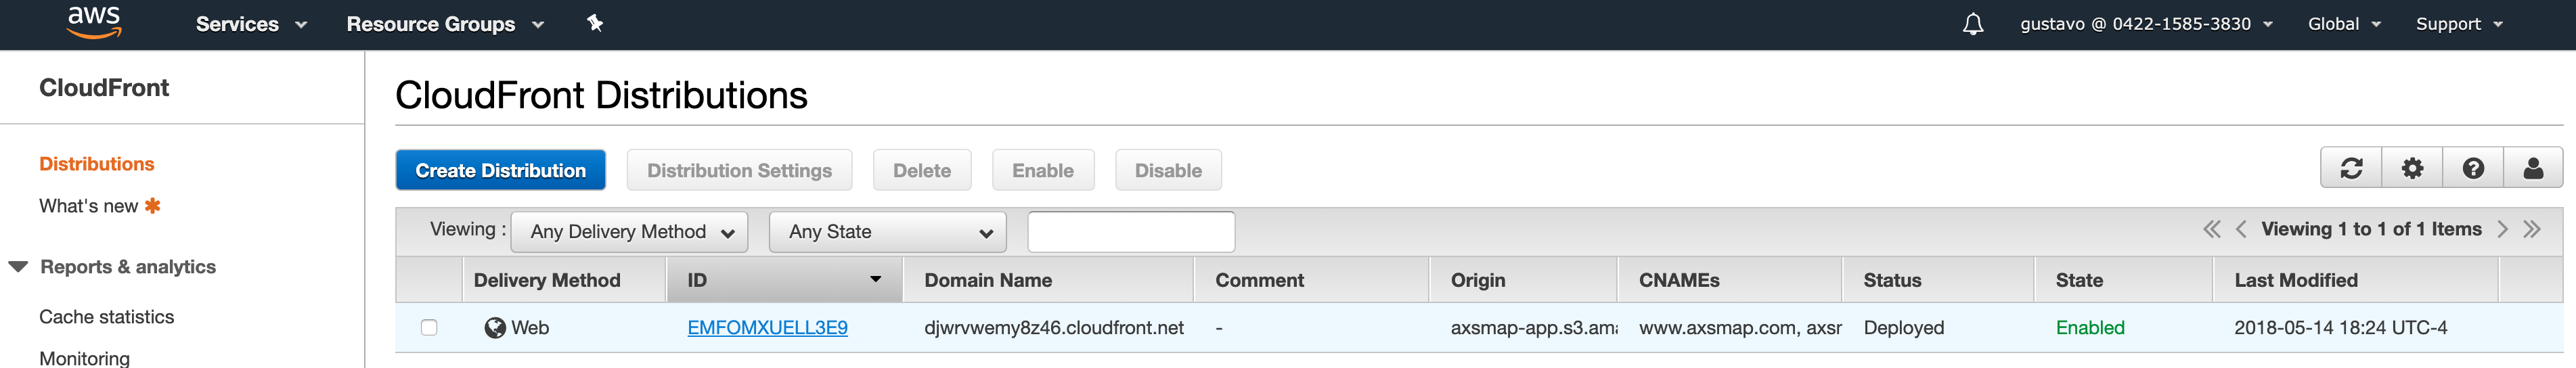 aws Services Resource Groups gustavo @ 0422-1585-3830 Global Support
CloudFront
Distributions
What's new
Reports & analytics
Cache statistics
Monitoring
CloudFront Distributions
Create Distribution Distribution Settings Delete Enable Disable
Viewing : Any Delivery Method Any State Viewing 1 to 1 of 1 Items
Delivery Method ID Domain Name Comment Origin CNAMEs Status State Last Modified
Web EMFOMXUELL3E9 djwrvwemy8z46.cloudfront.net - axsmap-app.s3.ama www.axsmap.com, axsr Deployed Enabled 2018-05-14 18:24 UTC-4